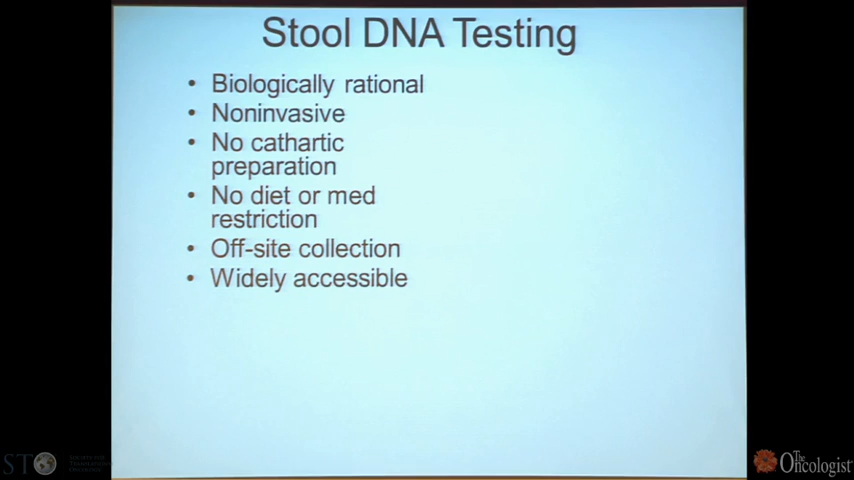 Stool DNA Testing
• Biologically rational
• Noninvasive
• No cathartic
preparation
• No diet or med
restriction
• Off-site collection
• Widely accessible
STO
The
Oncologist